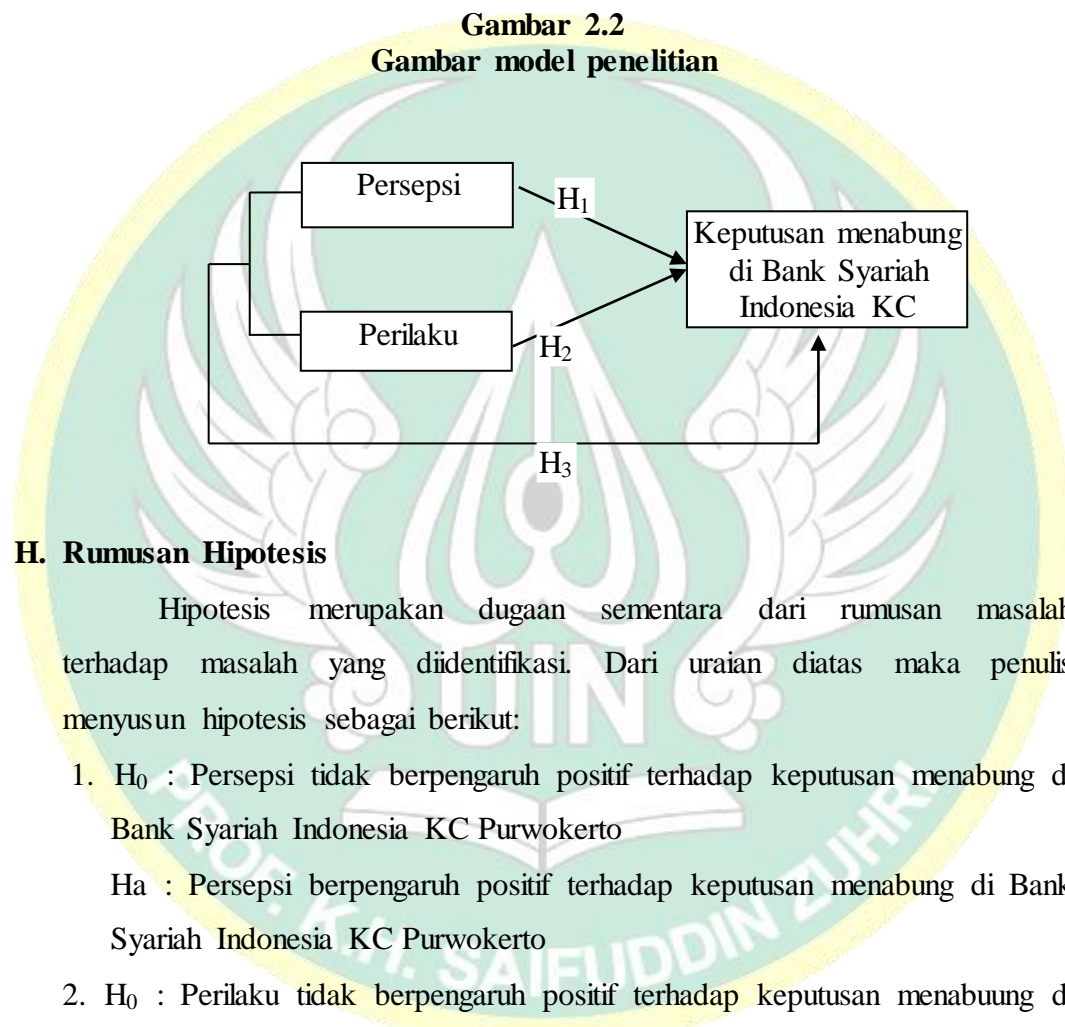 Gambar 2.2
Gambar model penelitian
Persepsi
H₁
Keputusan menabung
di Bank Syariah
Indonesia KC
Perilaku
H₂
H₃
H. Rumusan Hipotesis
Hipotesis merupakan dugaan sementara dari rumusan masalah
terhadap masalah yang diidentifikasi. Dari uraian diatas maka penulis
menyusun hipotesis sebagai berikut:
1. H₀ : Persepsi tidak berpengaruh positif terhadap keputusan menabung d
Bank Syariah Indonesia KC Purwokerto
Ha : Persepsi berpengaruh positif terhadap keputusan menabung di Bank
Syariah Indonesia KC Purwokerto
2. H₀ : Perilaku tidak berpengaruh positif terhadap keputusan menabuung d
UIN
PROF. K.H. SAIFUDDIN ZUHRI